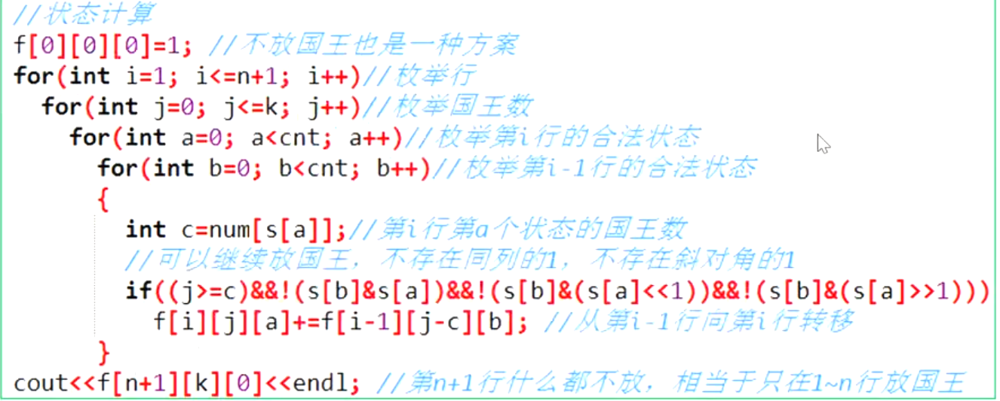 //状态计算
f[0][0][0]=1; //不放国王也是一种方案
for(int i=1; i<=n+1; i++)//枚举行
for(int j=0; j<=k; j++)//枚举国王数
for(int a=0; a<cnt; a++)//枚举第i行的合法状态
for(int b=0; b<cnt; b++)//枚举第i-1行的合法状态
{
int c=num[s[a]];//第i行第a个状态的国王数
//可以继续放国王，不存在同列的1，不存在斜对角的1
if((j>=c)&&!(s[b]&s[a])&&!(s[b]&(s[a]<<1))&&!(s[b]&(s[a]>>1)))
f[i][j][a]+=f[i-1][j-c][b]; //从第i-1行向第i行转移
}
cout<<f[n+1][k][0]<<endl; //第n+1行什么都不放，相当于只在1~n行放国王